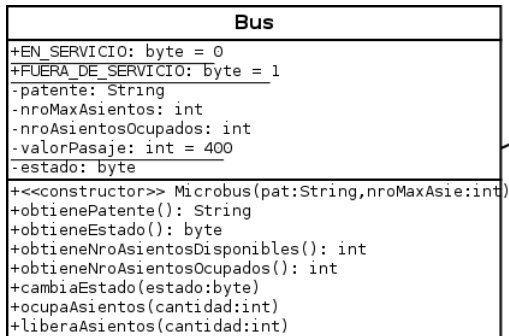 Bus
+EN_SERVICIO: byte = 0
+FUERA_DE_SERVICIO: byte = 1
-patente: String
-nroMaxAsientos: int
-nroAsientosOcupados: int
-valorPasaje: int = 400
-estado: byte
+<<constructor>> Microbus(pat:String,nroMaxAsie:int)
+obtienePatente(): String
+obtieneEstado(): byte
+obtieneNroAsientosDisponibles(): int
+obtieneNroAsientosOcupados(): int
+cambiaEstado(estado:byte)
+ocupaAsientos(cantidad:int)
+liberaAsientos(cantidad:int)